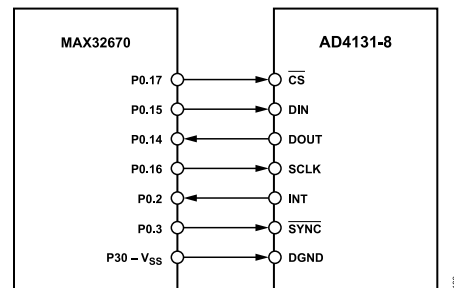 MAX32670 AD4131-8
P0.17 CS
P0.15 DIN
P0.14 DOUT
P0.16 SCLK
P0.2 INT
P0.3 SYNC
P30 – VSS DGND